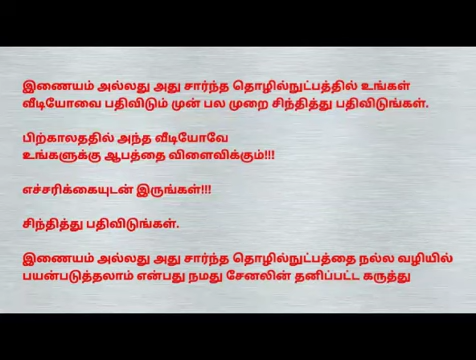 இணையம் அல்லது அது சார்ந்த தொழில்நுட்பத்தில் உங்கள்
வீடியோவை பதிவிடும் முன் பல முறை சிந்தித்து பதிவிடுங்கள்.
பிற்காலததில் அந்த வீடியோவே
உங்களுக்கு ஆபத்தை விளைவிக்கும்!!!
எச்சரிக்கையுடன் இருங்கள்!!!
சிந்தித்து பதிவிடுங்கள்.
இணையம் அல்லது அது சார்ந்த தொழில்நுட்பத்தை நல்ல வழியில்
பயன்படுத்தலாம் என்பது நமது சேனலின் தனிப்பட்ட கருத்து